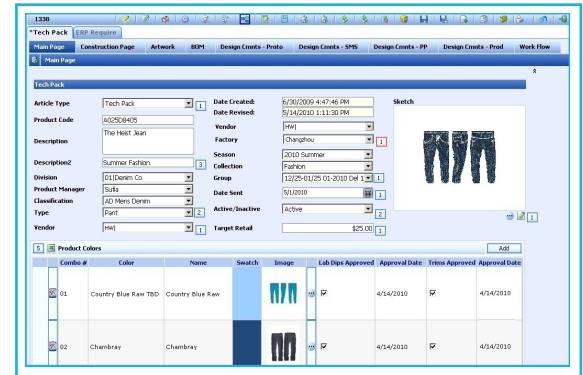 1338
*Tech Pack ERP Require
Main Page Construction Page Artwork BOM Design Cmnts - Proto Design Cmnts - SMS Design Cmnts - PP Design Cmnts - Prod Work Flow
Main Page
Tech Pack
Article Type Tech Pack 1 Date Created: 6/30/2009 4:47:46 PM Sketch
Date Revised: 5/14/2010 1:11:30 PM
Product Code A025D8405
Vendor HWJ
Description The Heist Jean Factory Changzhou 1
Season 2010 Summer
Description2 Summer Fashion 3 Collection Fashion
Division 01|Denim Co Group 12/25-01/25 01-2010 Del 1 1
Product Manager Sufia Date Sent 5/1/2010 1
Classification AD Mens Denim
Type Pant 2 Active/Inactive Active 2
Vendor HWJ 1 Target Retail $25.00 1
1
5 Product Colors Add
Combo # Color Name Swatch Image Lab Dips Approved Approval Date Trims Approved Approval Date
01 Country Blue Raw TBD Country Blue Raw 4/14/2010 4/14/2010
02 Chambray Chambray 4/14/2010 4/14/2010